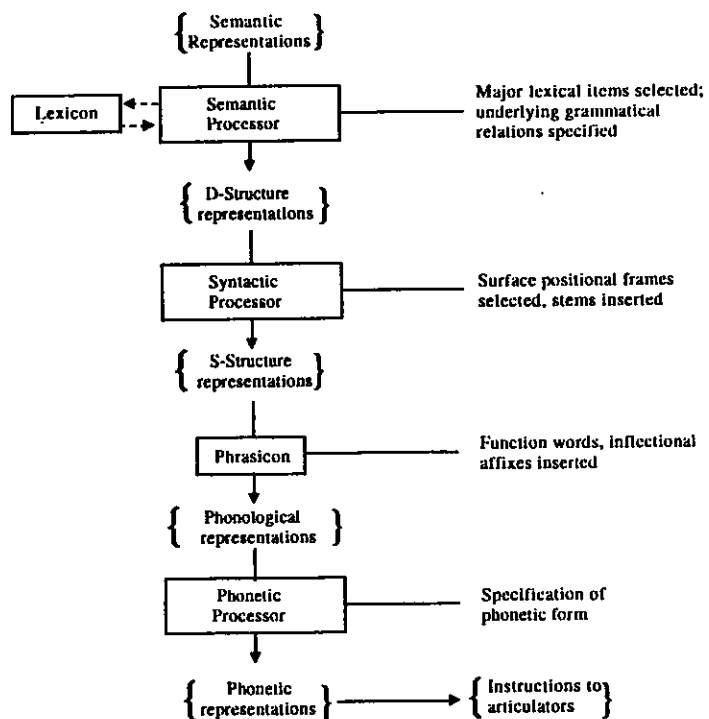 Semantic
Representations
Lexicon
Semantic
Processor
Major lexical items selected;
underlying grammatical
relations specified
D-Structure
representations
Syntactic
Processor
Surface positional frames
selected, stems inserted
S-Structure
representations
Phrasicon
Function words, inflectional
affixes inserted
Phonological
representations
Phonetic
Processor
Specification of
phonetic form
Phonetic
representations
Instructions to
articulators